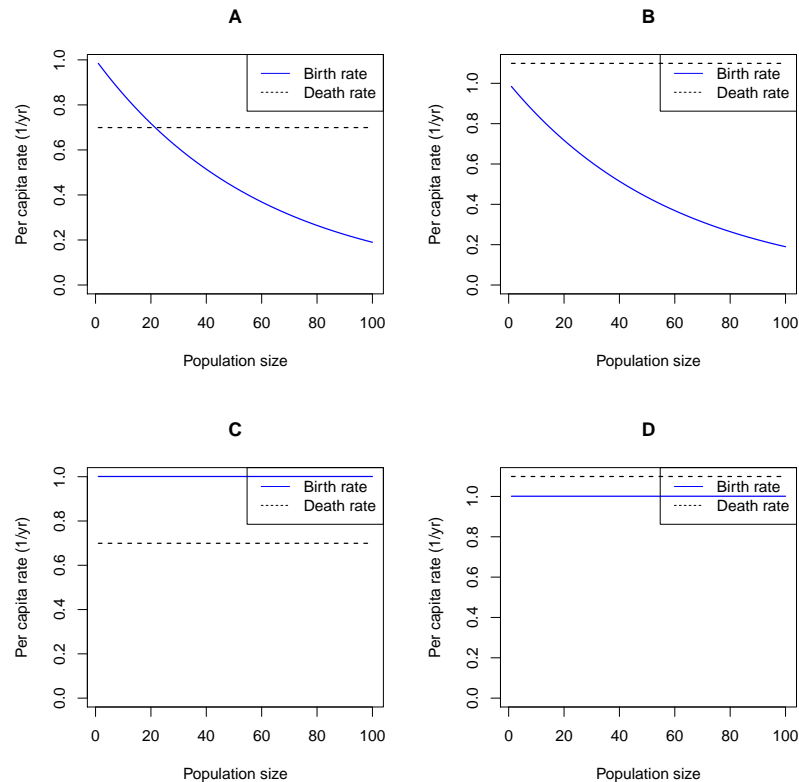 A
Per capita rate (1/yr)
1.0
0.8
0.6
0.4
0.2
0.0
Birth rate
Death rate
0 20 40 60 80 100
Population size
B
Per capita rate (1/yr)
1.0
0.8
0.6
0.4
0.2
0.0
Birth rate
Death rate
0 20 40 60 80 100
Population size
C
Per capita rate (1/yr)
1.0
0.8
0.6
0.4
0.2
0.0
Birth rate
Death rate
0 20 40 60 80 100
Population size
D
Per capita rate (1/yr)
1.0
0.8
0.6
0.4
0.2
0.0
Birth rate
Death rate
0 20 40 60 80 100
Population size